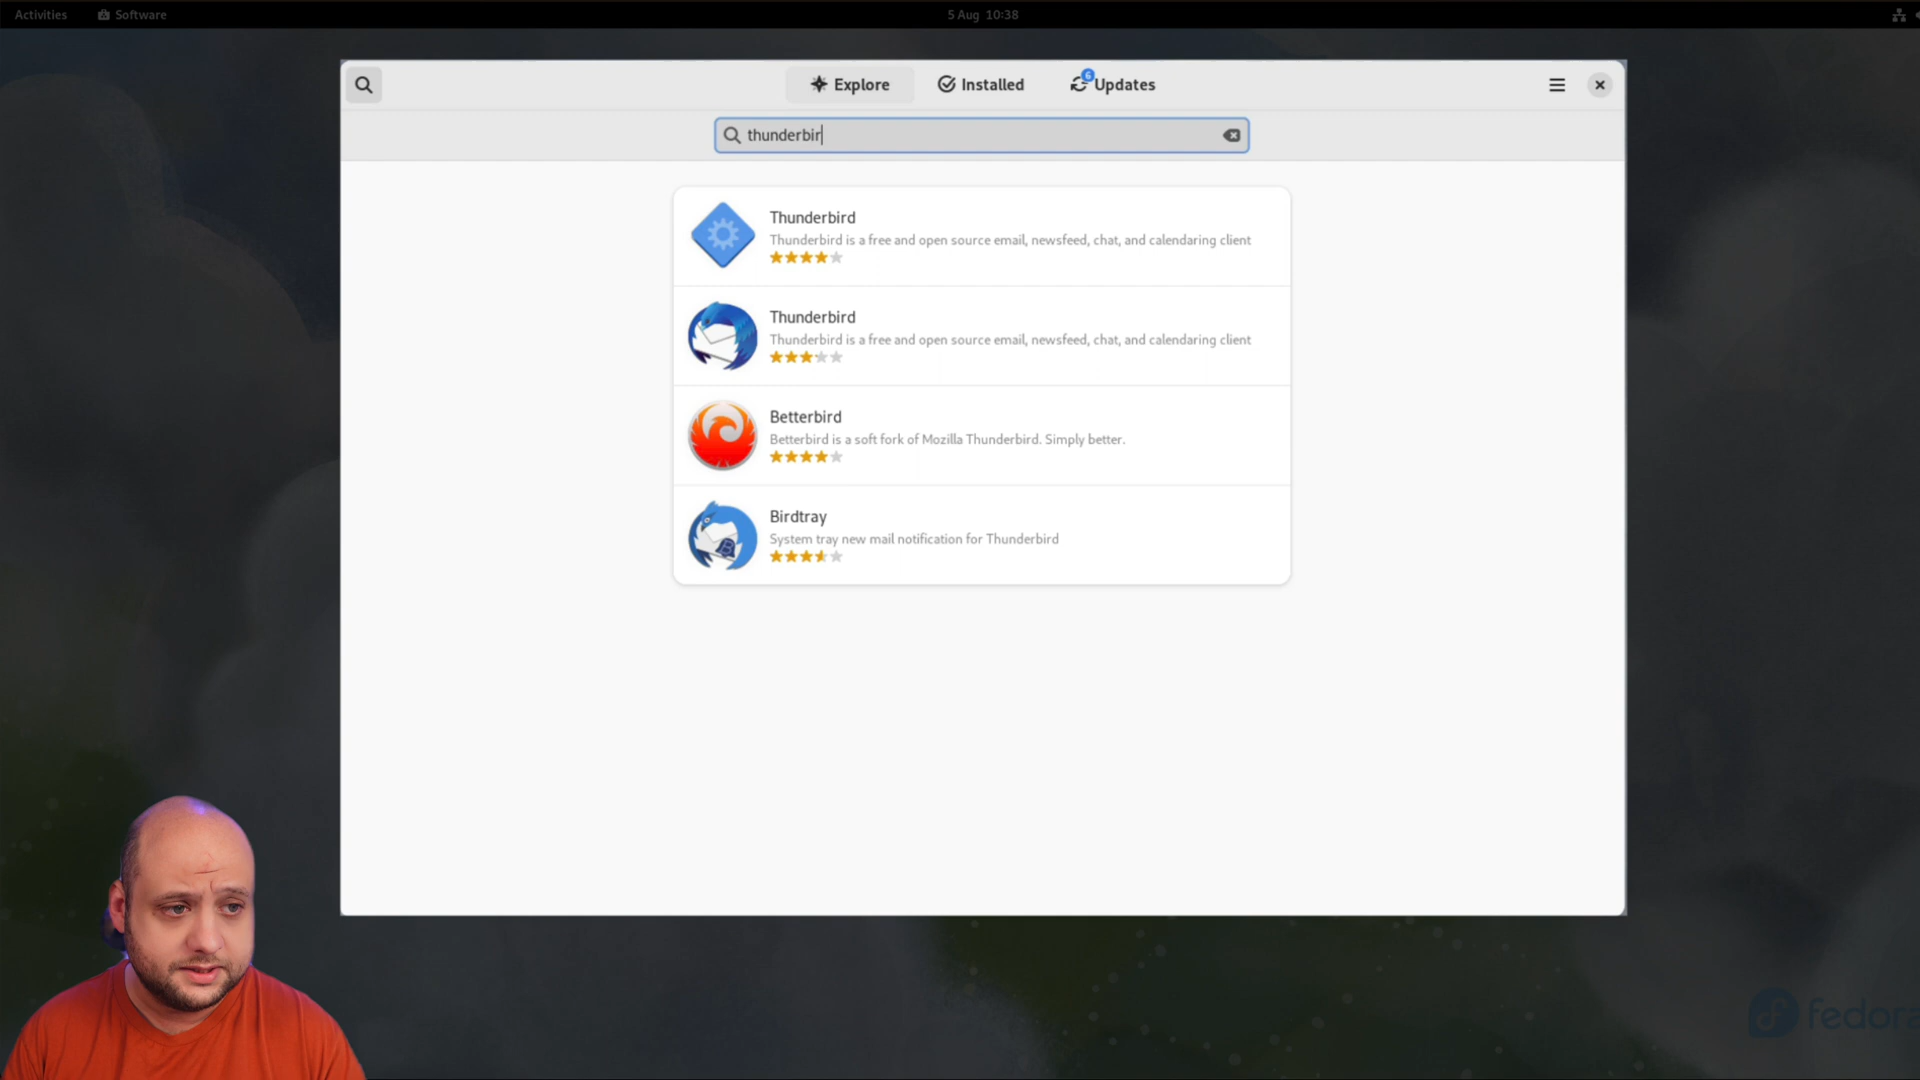 Activities
Software
5 Aug 10:38
Explore
Installed
6
Updates
thunderbir
Thunderbird
Thunderbird is a free and open source email, newsfeed, chat, and calendaring client
Thunderbird
Thunderbird is a free and open source email, newsfeed, chat, and calendaring client
Betterbird
Betterbird is a soft fork of Mozilla Thunderbird. Simply better.
Birdtray
System tray new mail notification for Thunderbird
fedora